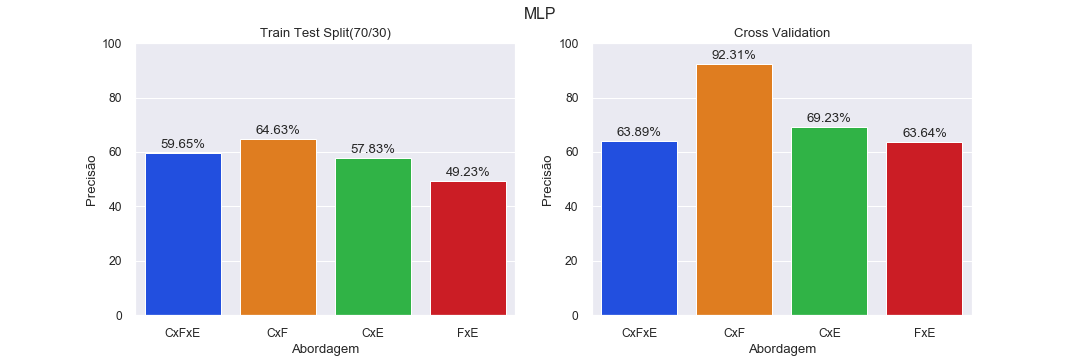 MLP
Train Test Split(70/30)
100
80
60
40
20
0
Precisão
59.65%
64.63%
57.83%
49.23%
CxFxE
CxF
CxE
FxE
Abordagem
Cross Validation
100
80
60
40
20
0
Precisão
63.89%
92.31%
69.23%
63.64%
CxFxE
CxF
CxE
FxE
Abordagem